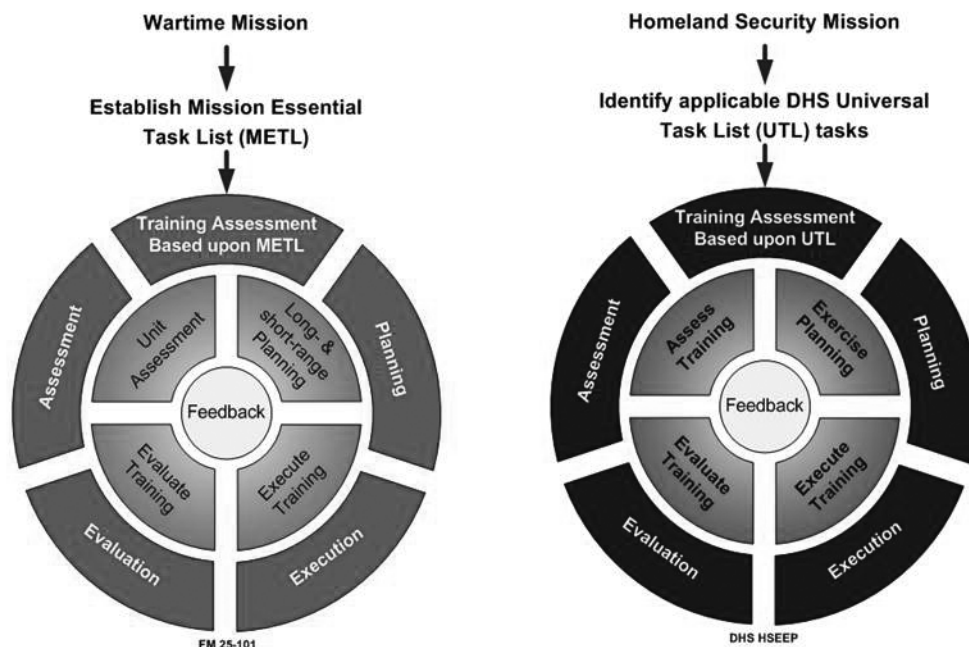 Wartime Mission
Establish Mission Essential
Task List (METL)
Training Assessment
Based upon METL
Assessment
Planning
Unit
Assessment
Long- &
short-range
Planning
Feedback
Evaluate
Training
Execute
Training
Evaluation
Execution
FM 25-101
Homeland Security Mission
Identify applicable DHS Universal
Task List (UTL) tasks
Training Assessment
Based upon UTL
Assessment
Planning
Assess
Training
Exercise
Planning
Feedback
Evaluate
Training
Execute
Training
Evaluation
Execution
DHS HSEEP